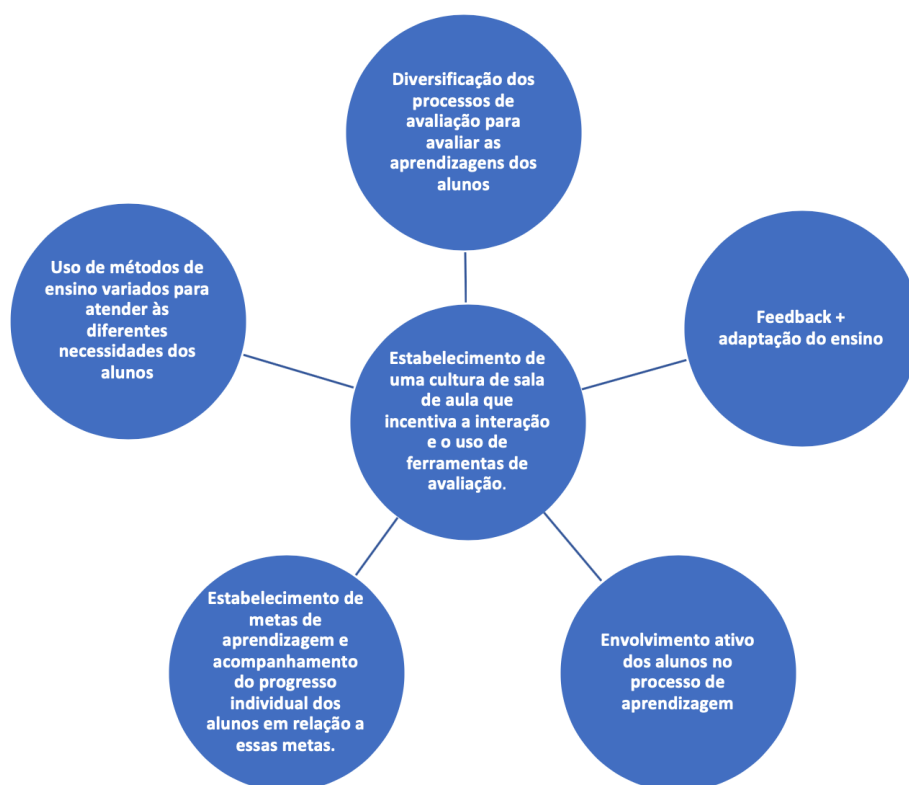 Diversificação dos
processos de
avaliação para
avaliar as
aprendizagens dos
alunos
Uso de métodos de
ensino variados para
atender às
diferentes
necessidades dos
alunos
Feedback +
adaptação do ensino
Estabelecimento de
uma cultura de sala
de aula que
incentiva a interação
e o uso de
ferramentas de
avaliação.
Estabelecimento de
metas de
aprendizagem e
acompanhamento
do progresso
individual dos
alunos em relação a
essas metas.
Envolvimento ativo
dos alunos no
processo de
aprendizagem